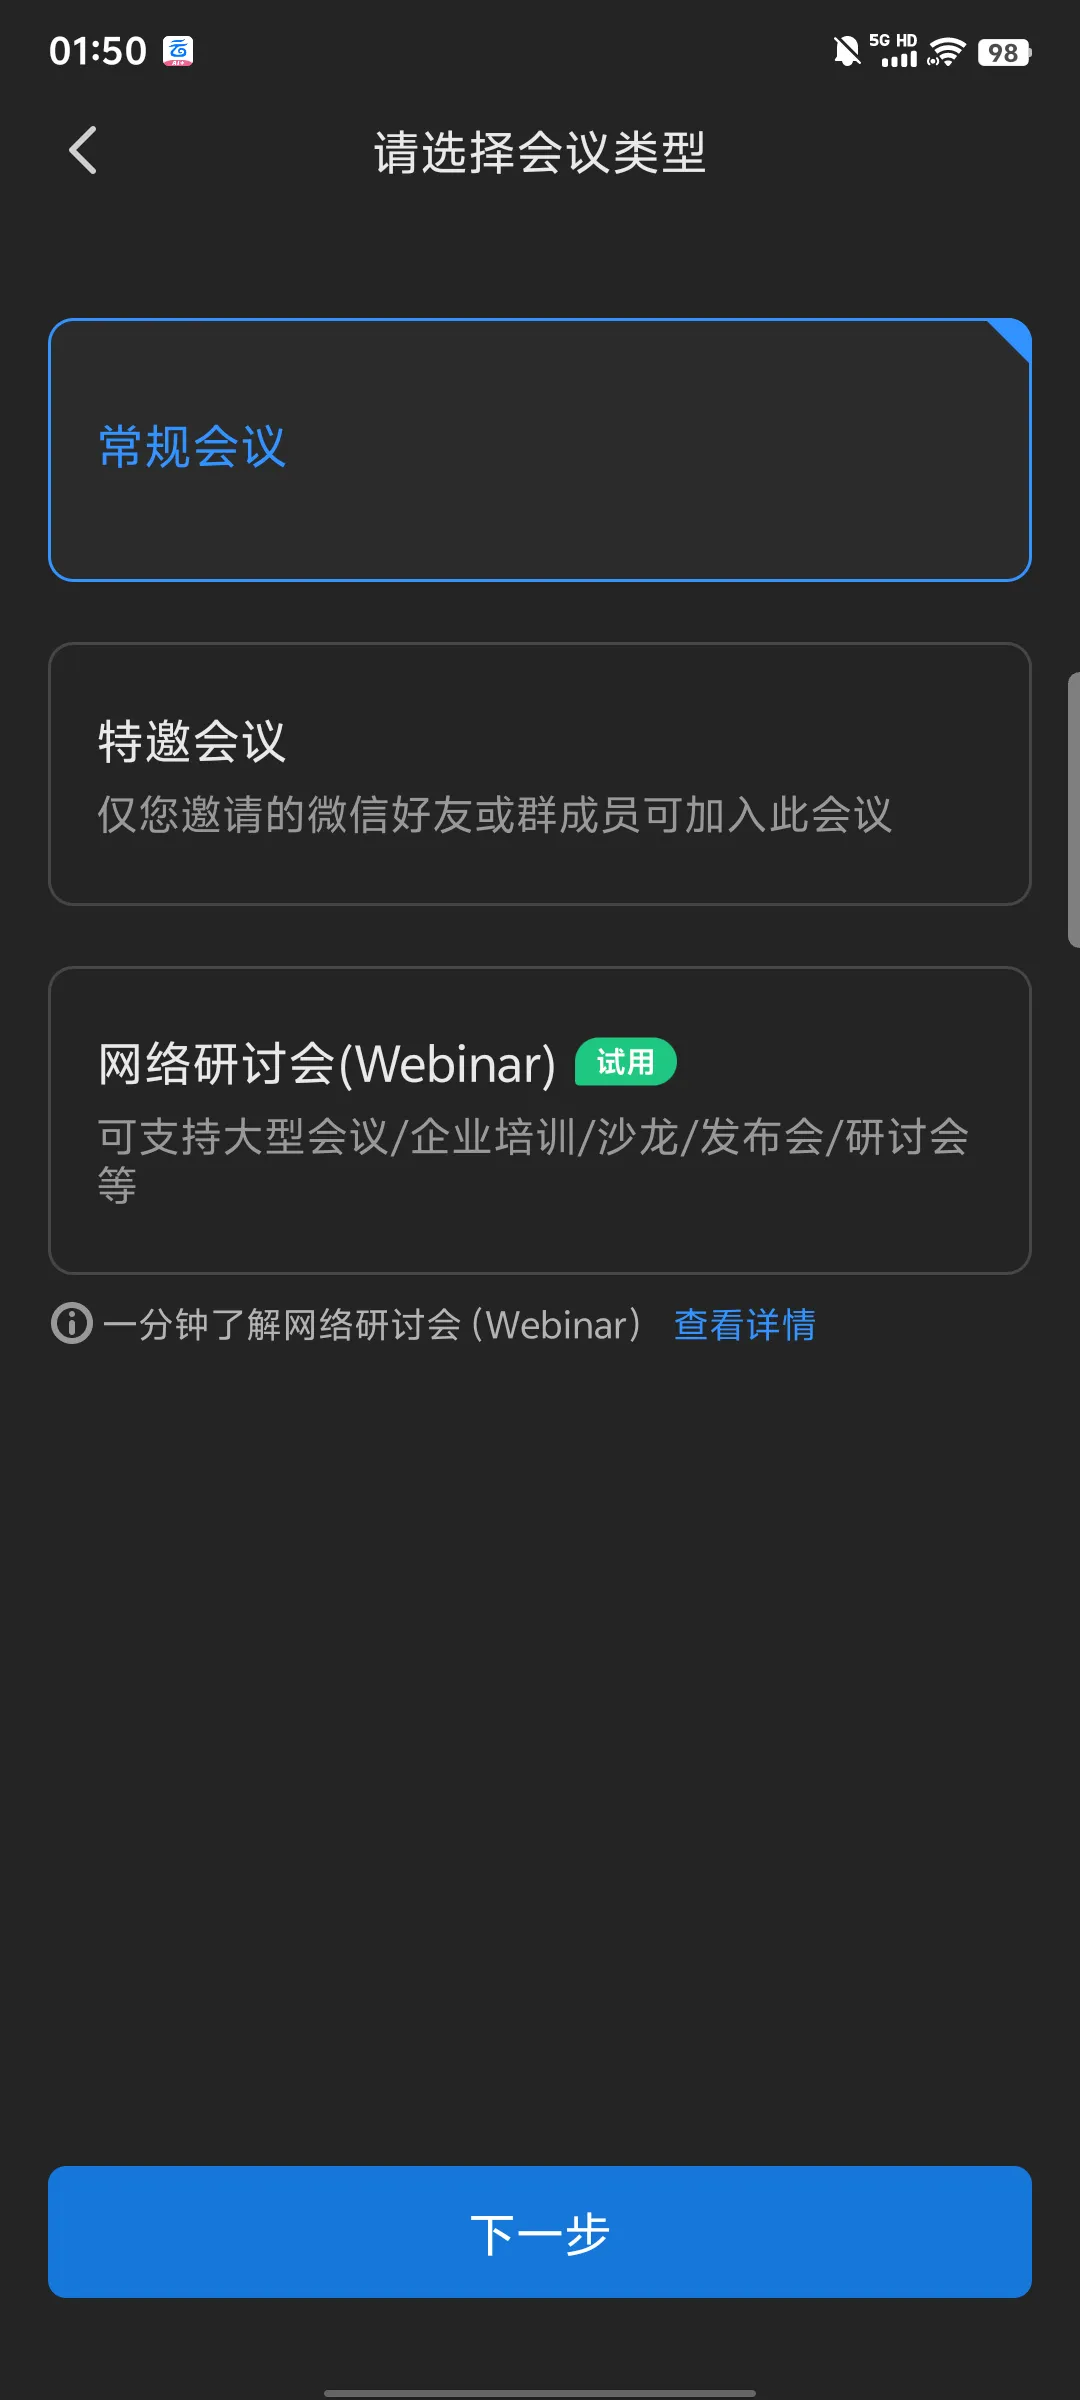 01:50
5G HD
98
请选择会议类型
常规会议
特邀会议
仅您邀请的微信好友或群成员可加入此会议
网络研讨会(Webinar) 试用
可支持大型会议/企业培训/沙龙/发布会/研讨会
等
一分钟了解网络研讨会 (Webinar) 查看详情
下一步